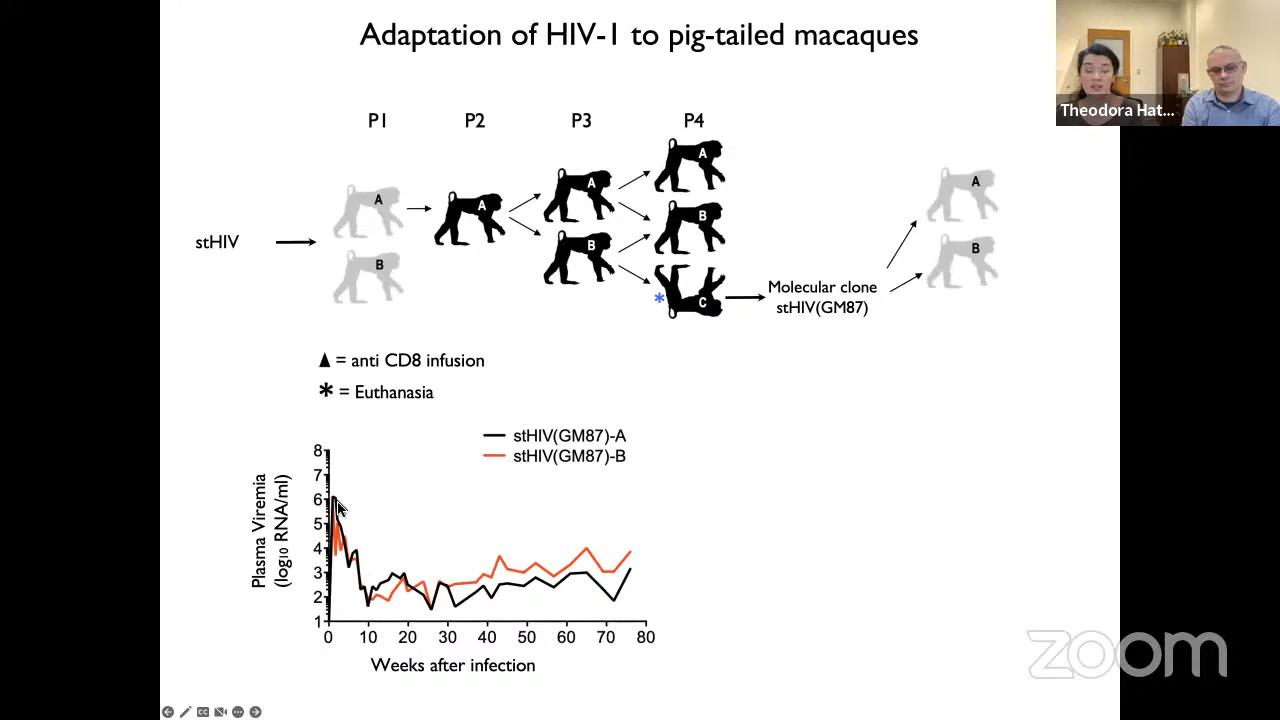 Adaptation of HIV-1 to pig-tailed macaques
Theodora Hat...
P1 P2 P3 P4
A
A
A
B
A
B
A
B
C
A
B
stHIV
*
Molecular clone
stHIV(GM87)
▲ = anti CD8 infusion
* = Euthanasia
stHIV(GM87)-A
stHIV(GM87)-B
Plasma Viremia
(log10 RNA/ml)
8
7
6
5
4
3
2
1
0 10 20 30 40 50 60 70 80
Weeks after infection
zoom
CC